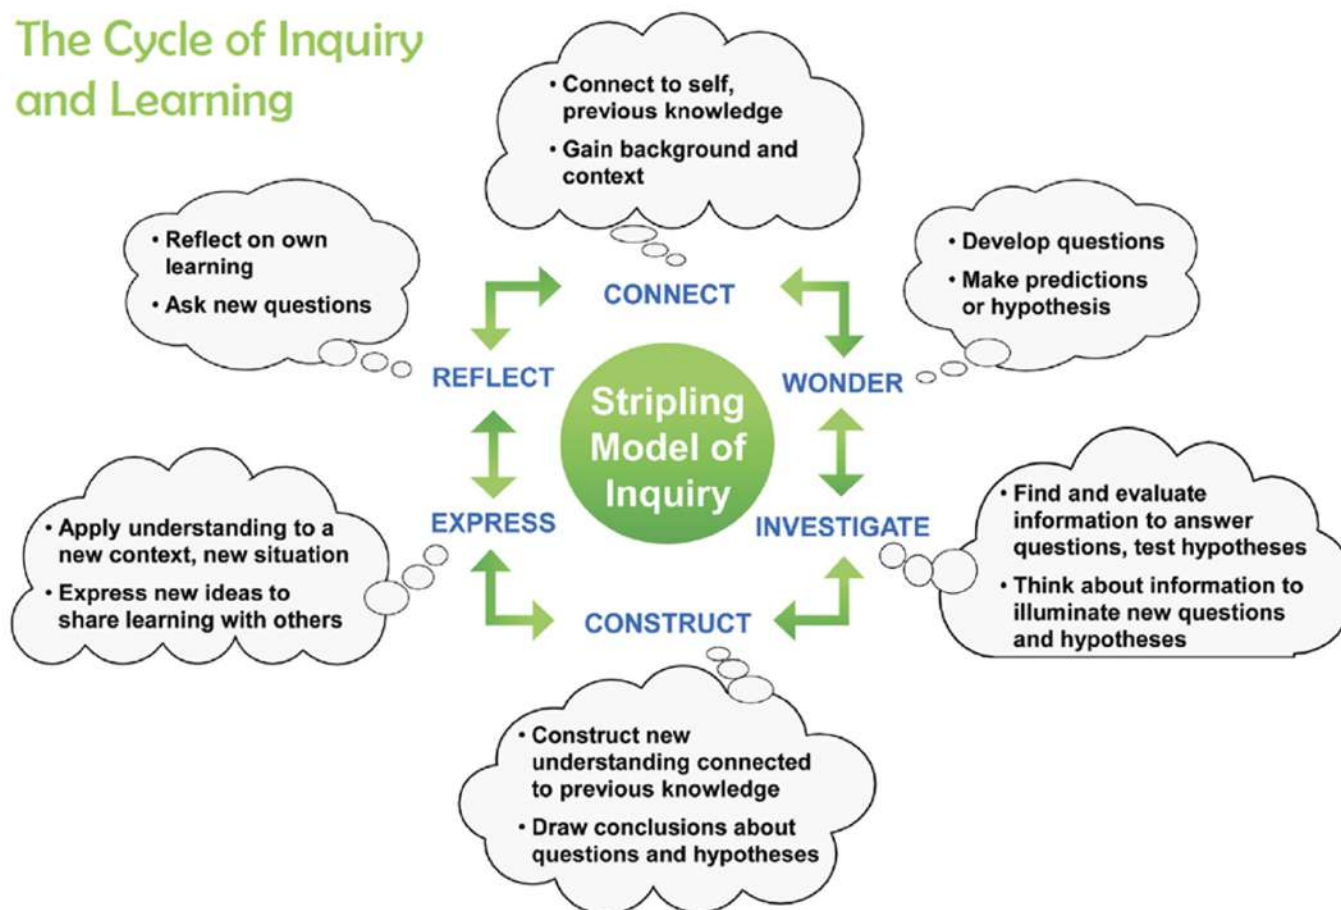 The Cycle of Inquiry
and Learning
• Connect to self,
previous knowledge
• Gain background and
context
• Reflect on own
learning
• Ask new questions
• Develop questions
• Make predictions
or hypothesis
CONNECT
REFLECT
WONDER
Stripling
Model of
Inquiry
EXPRESS
INVESTIGATE
CONSTRUCT
• Apply understanding to a
new context, new situation
• Express new ideas to
share learning with others
• Find and evaluate
information to answer
questions, test hypotheses
• Think about information to
illuminate new questions
and hypotheses
• Construct new
understanding connected
to previous knowledge
• Draw conclusions about
questions and hypotheses